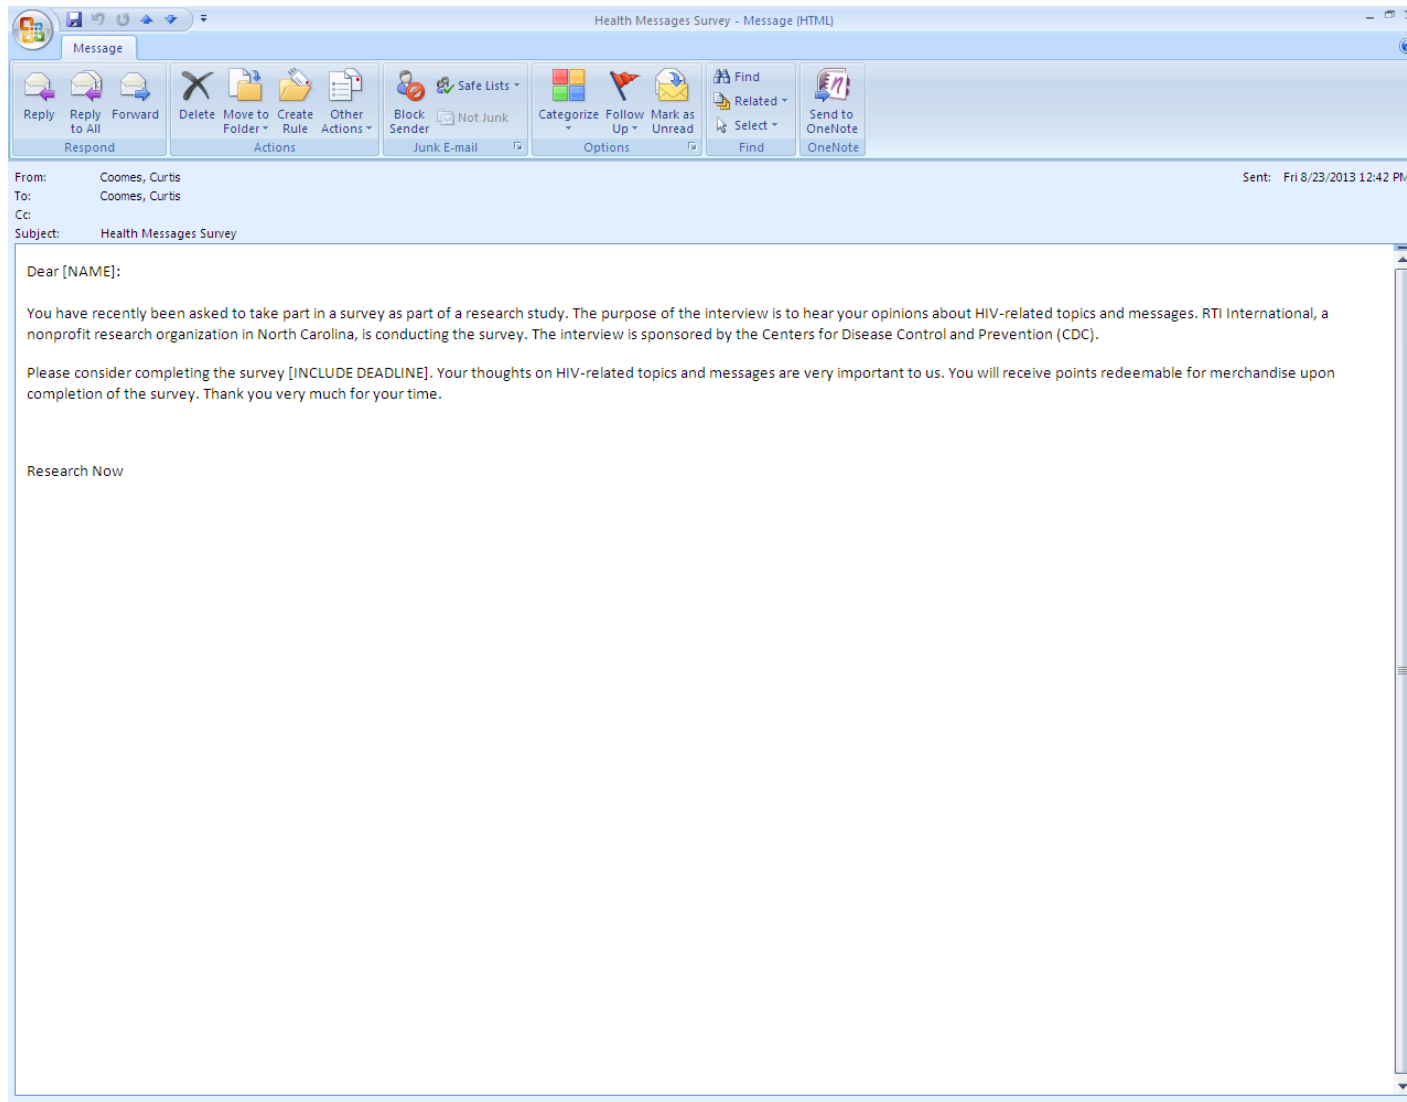 Health Messages Survey - Message (HTML)
Message
Reply
Reply to All
Forward
Respond
Delete
Move to Folder
Create Rule
Other Actions
Actions
Block Sender
Safe Lists
Not Junk
Junk E-mail
Categorize
Follow Up
Mark as Unread
Options
Find
Related
Select
Find
Send to OneNote
OneNote
From: Coomes, Curtis
Sent: Fri 8/23/2013 12:42 PM
To: Coomes, Curtis
Cc:
Subject: Health Messages Survey
Dear [NAME]:
You have recently been asked to take part in a survey as part of a research study. The purpose of the interview is to hear your opinions about HIV-related topics and messages. RTI International, a
nonprofit research organization in North Carolina, is conducting the survey. The interview is sponsored by the Centers for Disease Control and Prevention (CDC).
Please consider completing the survey [INCLUDE DEADLINE]. Your thoughts on HIV-related topics and messages are very important to us. You will receive points redeemable for merchandise upon
completion of the survey. Thank you very much for your time.
Research Now